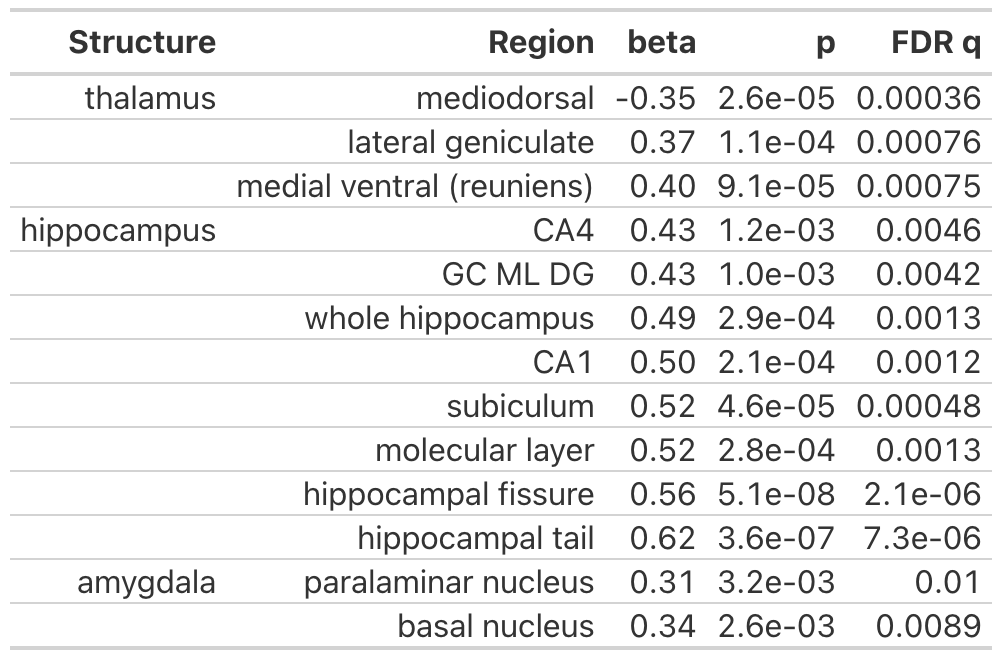 Structure Region beta p FDR q
thalamus mediodorsal -0.35 2.6e-05 0.00036
lateral geniculate 0.37 1.1e-04 0.00076
medial ventral (reuniens) 0.40 9.1e-05 0.00075
hippocampus CA4 0.43 1.2e-03 0.0046
GC ML DG 0.43 1.0e-03 0.0042
whole hippocampus 0.49 2.9e-04 0.0013
CA1 0.50 2.1e-04 0.0012
subiculum 0.52 4.6e-05 0.00048
molecular layer 0.52 2.8e-04 0.0013
hippocampal fissure 0.56 5.1e-08 2.1e-06
hippocampal tail 0.62 3.6e-07 7.3e-06
amygdala paralaminar nucleus 0.31 3.2e-03 0.01
basal nucleus 0.34 2.6e-03 0.0089